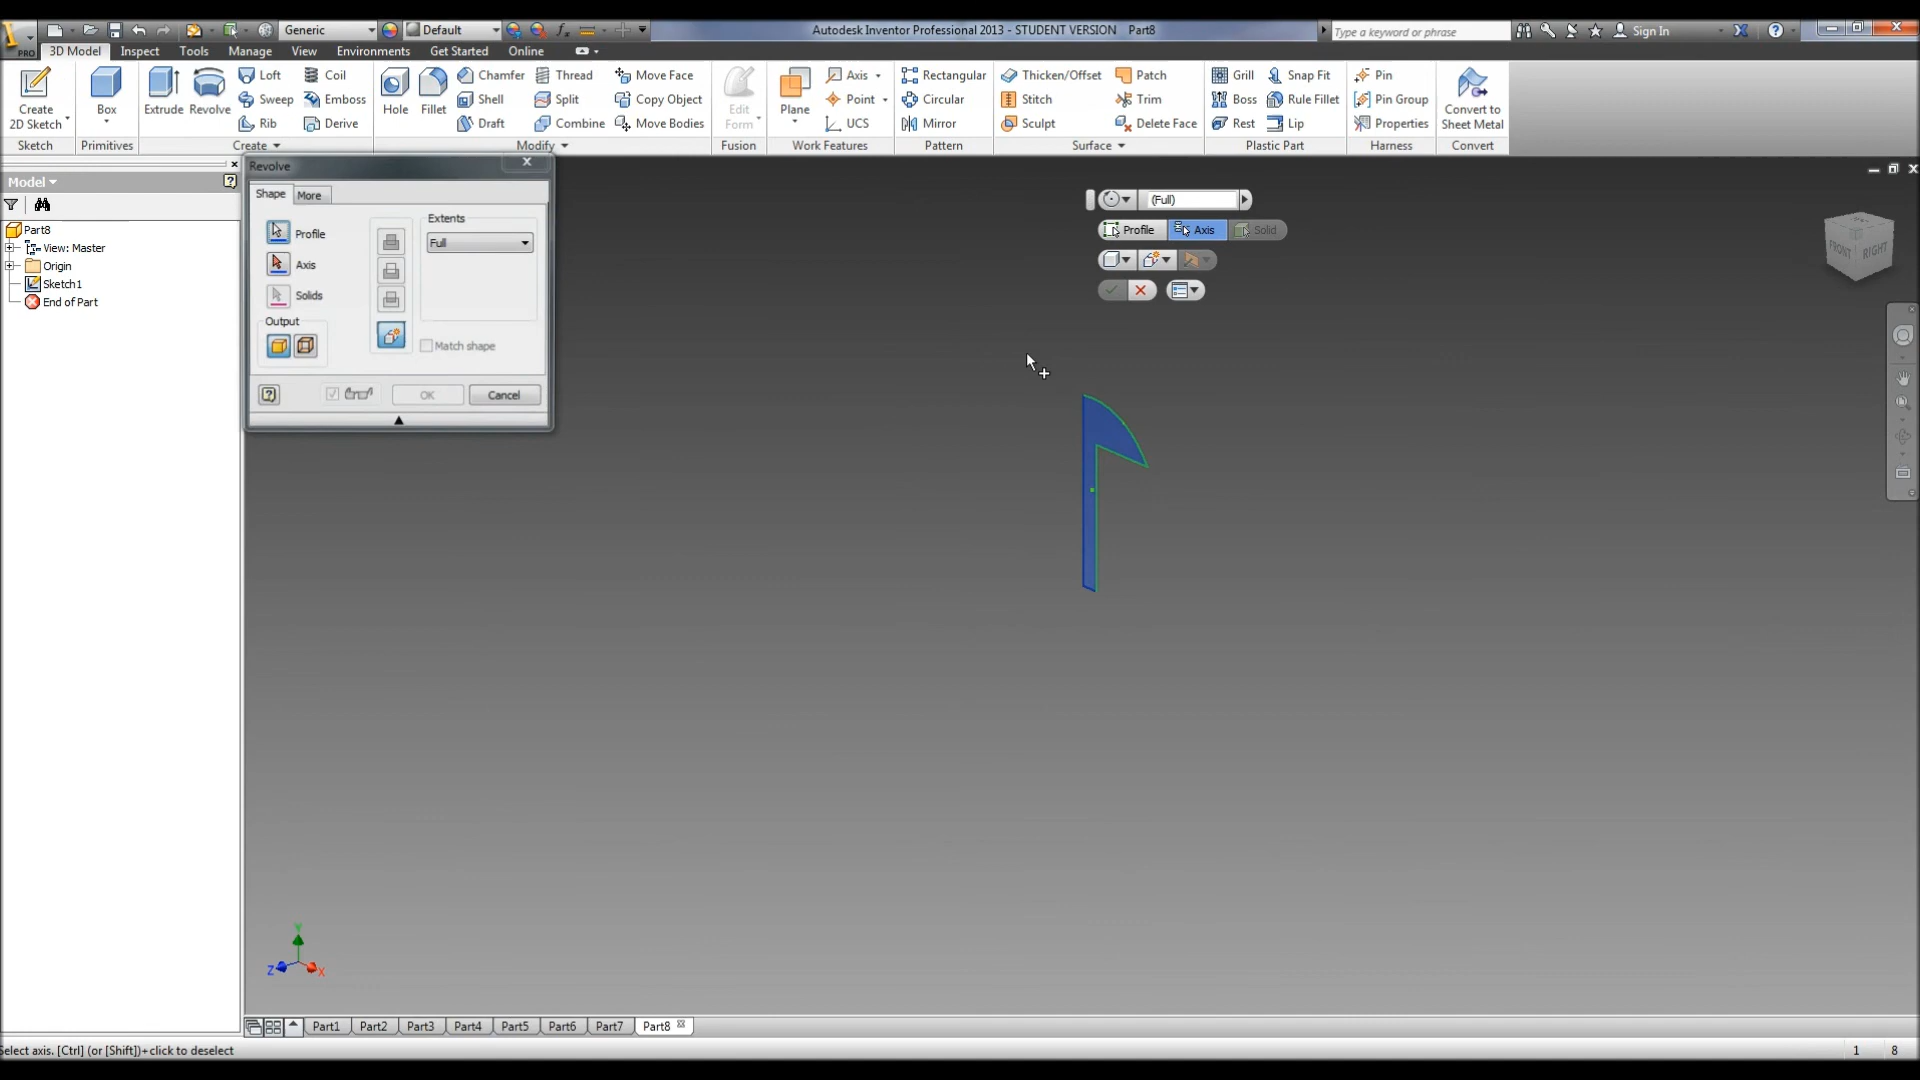 Generic
Default
Autodesk Inventor Professional 2013 - STUDENT VERSION Part8
Type a keyword or phrase
Sign In
PRO
3D Model
Inspect
Tools
Manage
View
Environments
Get Started
Online
Create
2D Sketch
Box
Extrude
Revolve
Loft
Sweep
Rib
Coil
Emboss
Derive
Hole
Fillet
Chamfer
Shell
Draft
Thread
Split
Combine
Move Face
Copy Object
Move Bodies
Edit
Form
Plane
Axis
Point
UCS
Rectangular
Circular
Mirror
Thicken/Offset
Stitch
Sculpt
Patch
Trim
Delete Face
Grill
Boss
Rest
Snap Fit
Rule Fillet
Lip
Pin
Pin Group
Properties
Convert to
Sheet Metal
Sketch
Primitives
Create
Modify
Fusion
Work Features
Pattern
Surface
Plastic Part
Harness
Convert
Model
Part8
View: Master
Origin
Sketch1
End of Part
Revolve
Shape
More
Profile
Axis
Solids
Output
Extents
Full
Match shape
OK
Cancel
(Full)
Profile
Axis
Solid
FRONT
RIGHT
Y
Z
X
Part1
Part2
Part3
Part4
Part5
Part6
Part7
Part8
Select axis. [Ctrl] (or [Shift])+click to deselect
1
8